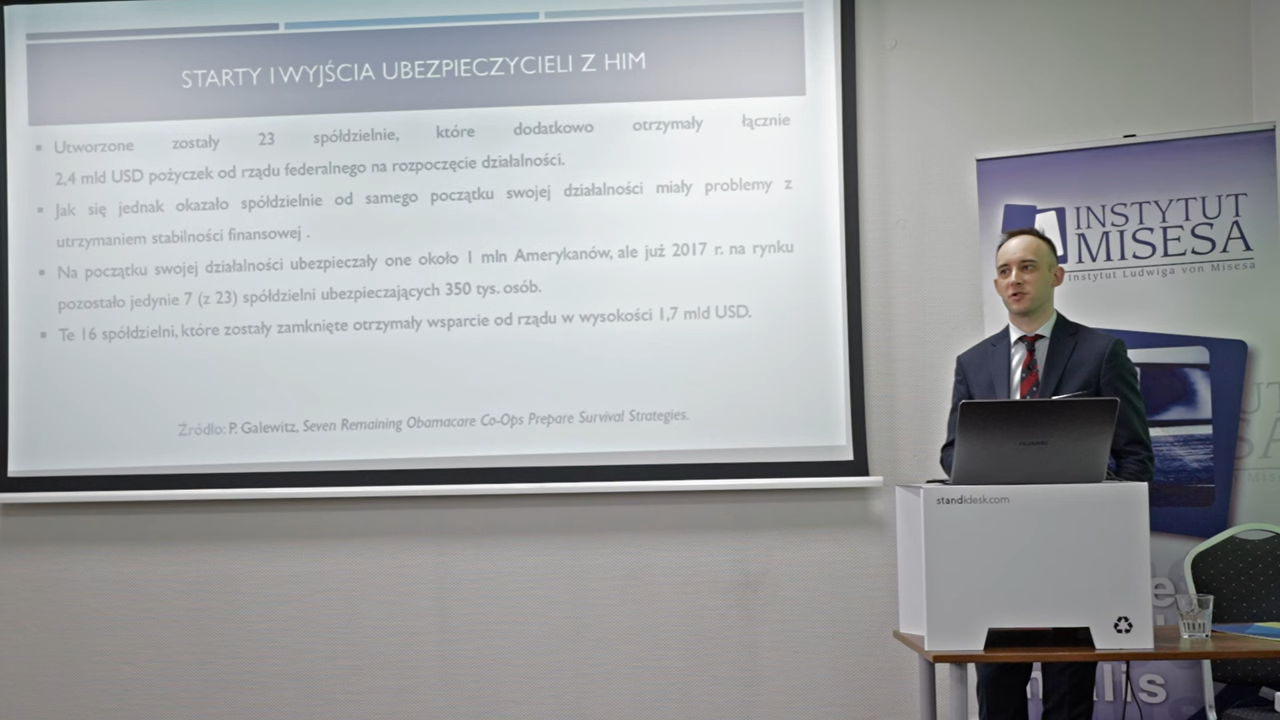 STARTY I WYJŚCIA UBEZPIECZYCIELI Z HIM
▪ Utworzone zostały 23 spółdzielnie, które dodatkowo otrzymały łącznie
2,4 mld USD pożyczek od rządu federalnego na rozpoczęcie działalności.
▪ Jak się jednak okazało spółdzielnie od samego początku swojej działalności miały problemy z
utrzymaniem stabilności finansowej .
▪ Na początku swojej działalności ubezpieczały one około 1 mln Amerykanów, ale już 2017 r. na rynku
pozostało jedynie 7 (z 23) spółdzielni ubezpieczających 350 tys. osób.
▪ Te 16 spółdzielni, które zostały zamknięte otrzymały wsparcie od rządu w wysokości 1,7 mld USD.
Źródło: P. Galewitz, Seven Remaining Obamacare Co-Ops Prepare Survival Strategies.
INSTYTUT
MISESA
Instytut Ludwiga von Misesa
HUAWEI
standidesk.com